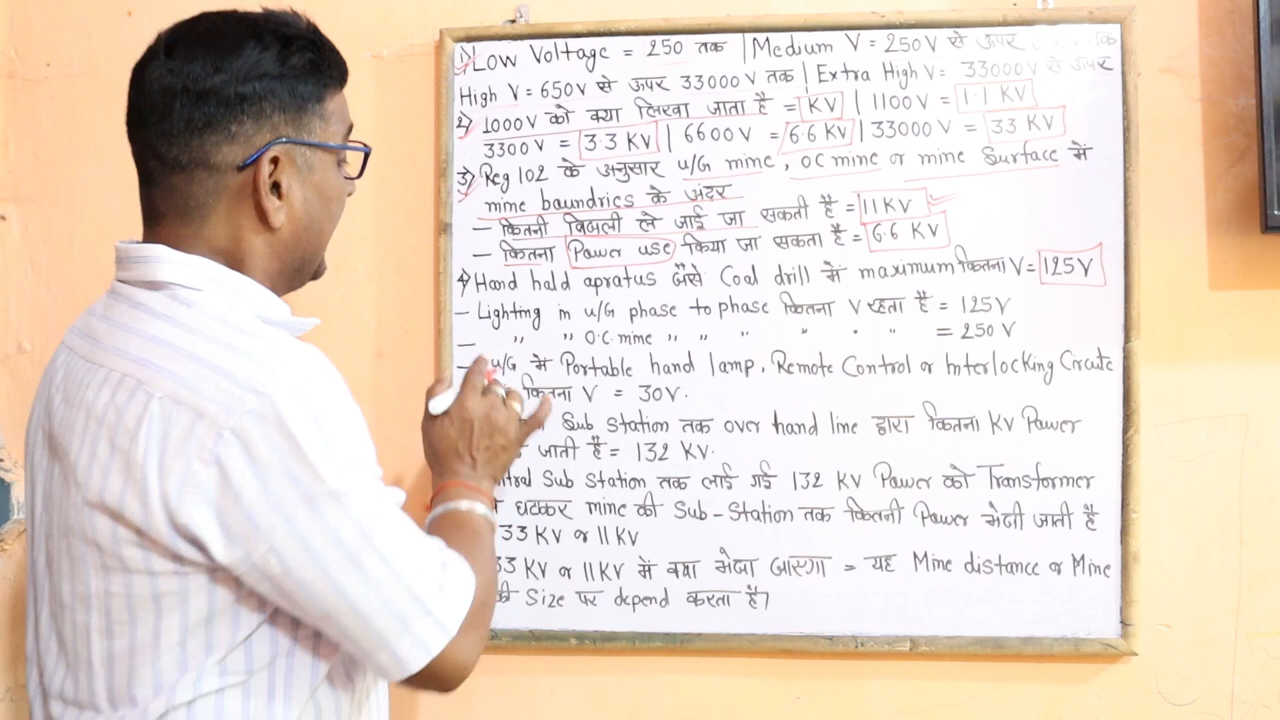 1) Low Voltage = 250 तक | Medium V = 250V से ऊपर
High V = 650V से ऊपर 33000V तक | Extra High V = 33000V से ऊपर
2) 1000V को क्या लिखा जाता है = KV | 1100V = 1.1 KV
3300V = 3.3 KV | 6600V = 6.6 KV | 33000V = 33 KV
3) Reg 102 के अनुसार u/G mine, OC mine or mine Surface में
mine baundries के अंदर
- कितनी बिजली ले जाई जा सकती है = 11 KV
- कितना Power use किया जा सकता है = 6.6 KV
4) Hand hald apratus जैसे Coal drill में maximum कितना V = 125V
- Lighting in u/G phase to phase कितना V रहता है = 125V
- " " O.C. mine " " " " " " = 250V
- u/G में Portable hand lamp, Remote Control or Interlocking Circute
कितना V = 30V.
Sub Station तक over hand line द्वारा कितना KV Power
जाती है = 132 KV.
Sub Station तक लाई गई 132 KV Power को Transformer
घटाकर mine की Sub-Station तक कितनी Power भेजी जाती है
33 KV or 11 KV
33 KV or 11 KV में क्या भेजा जाएगा = यह Mine distance or Mine
की Size पर depend करता है।